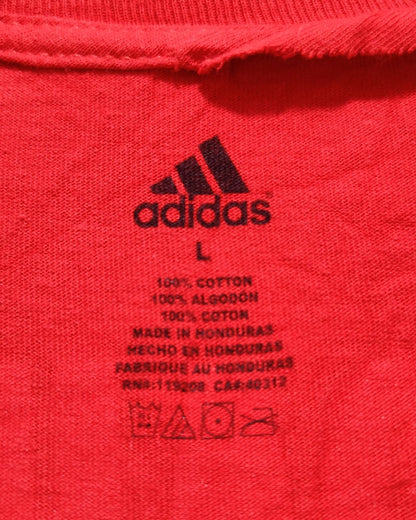 adidas
L
100% COTTON
100% ALGODÓN
100% COTON
MADE IN HONDURAS
HECHO EN HONDURAS
FABRIQUE AU HONDURAS
RN#:119208 CA#:40312